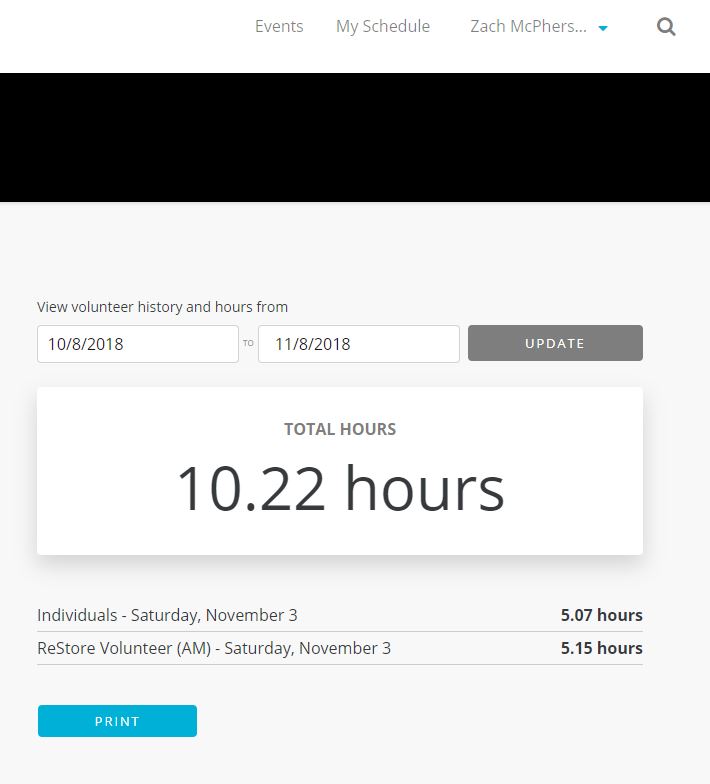 Events My Schedule Zach McPhers...
View volunteer history and hours from
10/8/2018 TO 11/8/2018 UPDATE
TOTAL HOURS
10.22 hours
Individuals - Saturday, November 3 5.07 hours
ReStore Volunteer (AM) - Saturday, November 3 5.15 hours
PRINT